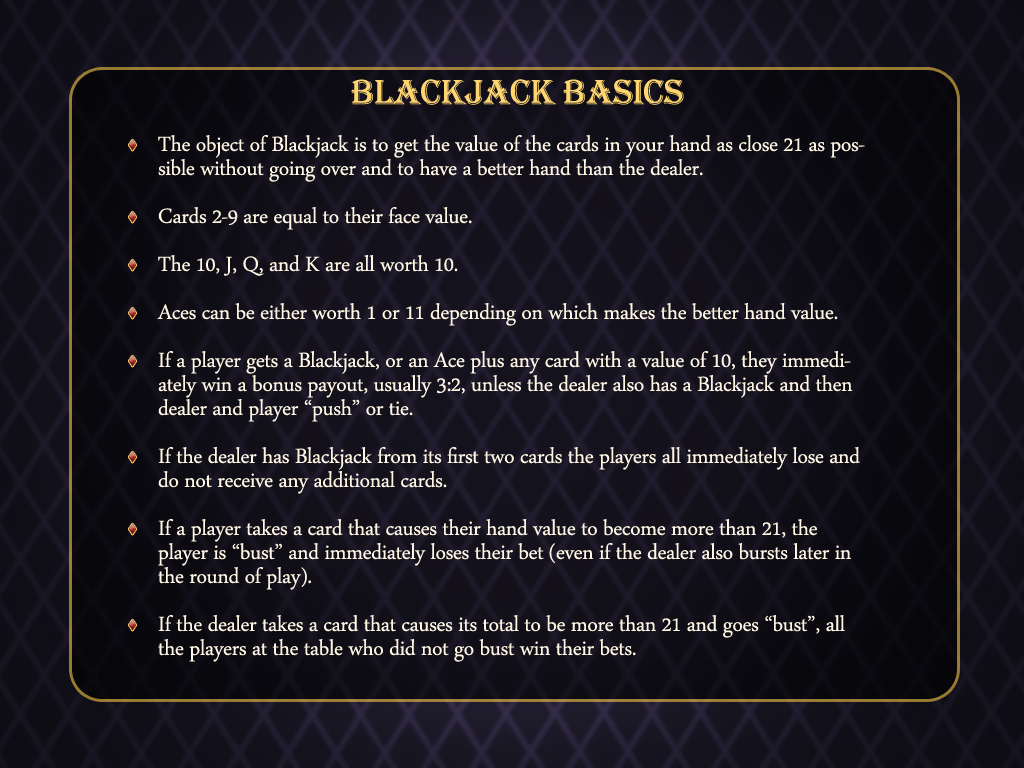 BLACKJACK BASICS
The object of Blackjack is to get the value of the cards in your hand as close 21 as pos-
sible without going over and to have a better hand than the dealer.
Cards 2-9 are equal to their face value.
The 10, J, Q, and K are all worth 10.
Aces can be either worth 1 or 11 depending on which makes the better hand value.
If a player gets a Blackjack, or an Ace plus any card with a value of 10, they immedi-
ately win a bonus payout, usually 3:2, unless the dealer also has a Blackjack and then
dealer and player “push” or tie.
If the dealer has Blackjack from its first two cards the players all immediately lose and
do not receive any additional cards.
If a player takes a card that causes their hand value to become more than 21, the
player is “bust” and immediately loses their bet (even if the dealer also bursts later in
the round of play).
If the dealer takes a card that causes its total to be more than 21 and goes “bust”, all
the players at the table who did not go bust win their bets.